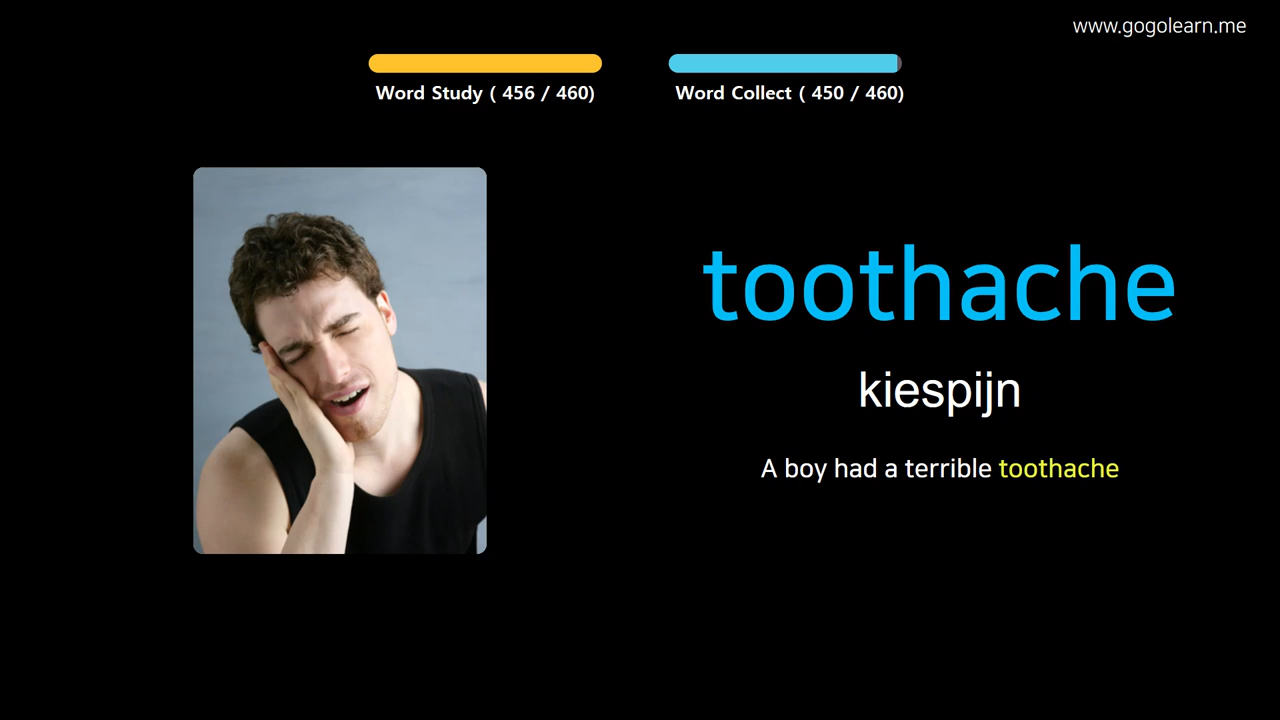 www.gogolearn.me
Word Study ( 456 / 460)
Word Collect ( 450 / 460)
toothache
kiespijn
A boy had a terrible toothache